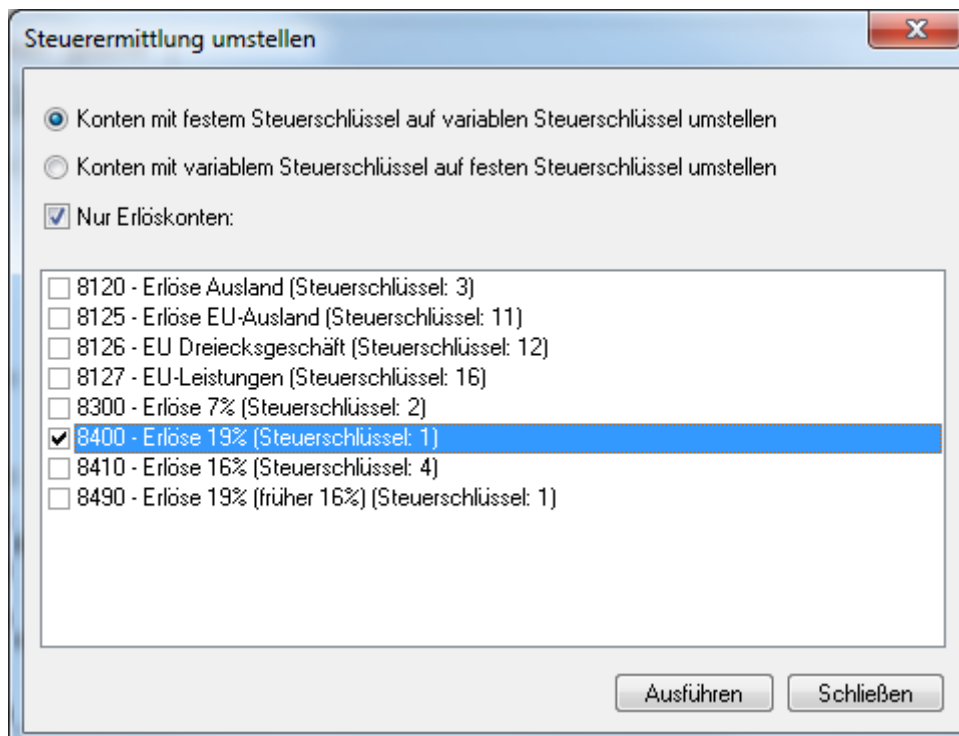 Steuerermittlung umstellen
Konten mit festem Steuerschlüssel auf variablen Steuerschlüssel umstellen
Konten mit variablem Steuerschlüssel auf festen Steuerschlüssel umstellen
Nur Erlöskonten:
8120 - Erlöse Ausland (Steuerschlüssel: 3)
8125 - Erlöse EU-Ausland (Steuerschlüssel: 11)
8126 - EU Dreiecksgeschäft (Steuerschlüssel: 12)
8127 - EU-Leistungen (Steuerschlüssel: 16)
8300 - Erlöse 7% (Steuerschlüssel: 2)
8400 - Erlöse 19% (Steuerschlüssel: 1)
8410 - Erlöse 16% (Steuerschlüssel: 4)
8490 - Erlöse 19% (früher 16%) (Steuerschlüssel: 1)
Ausführen Schließen